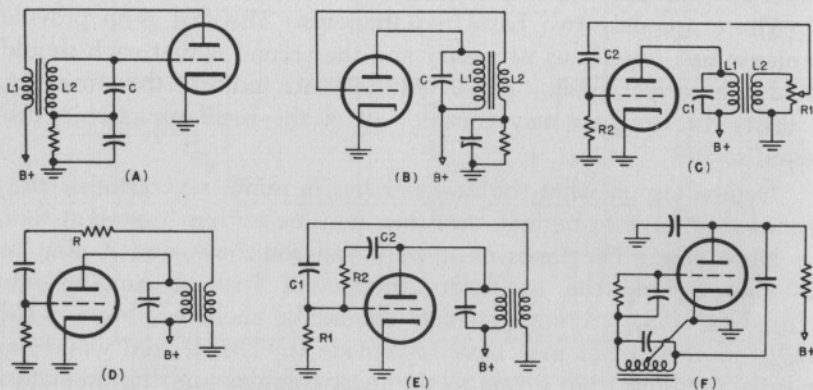 L1
L2
C
B+
(A)
C
L1
L2
B+
(B)
C2
R2
C1
L1
L2
R1
B+
(C)
R
B+
(D)
C1
R1
C2
R2
B+
(E)
B+
(F)